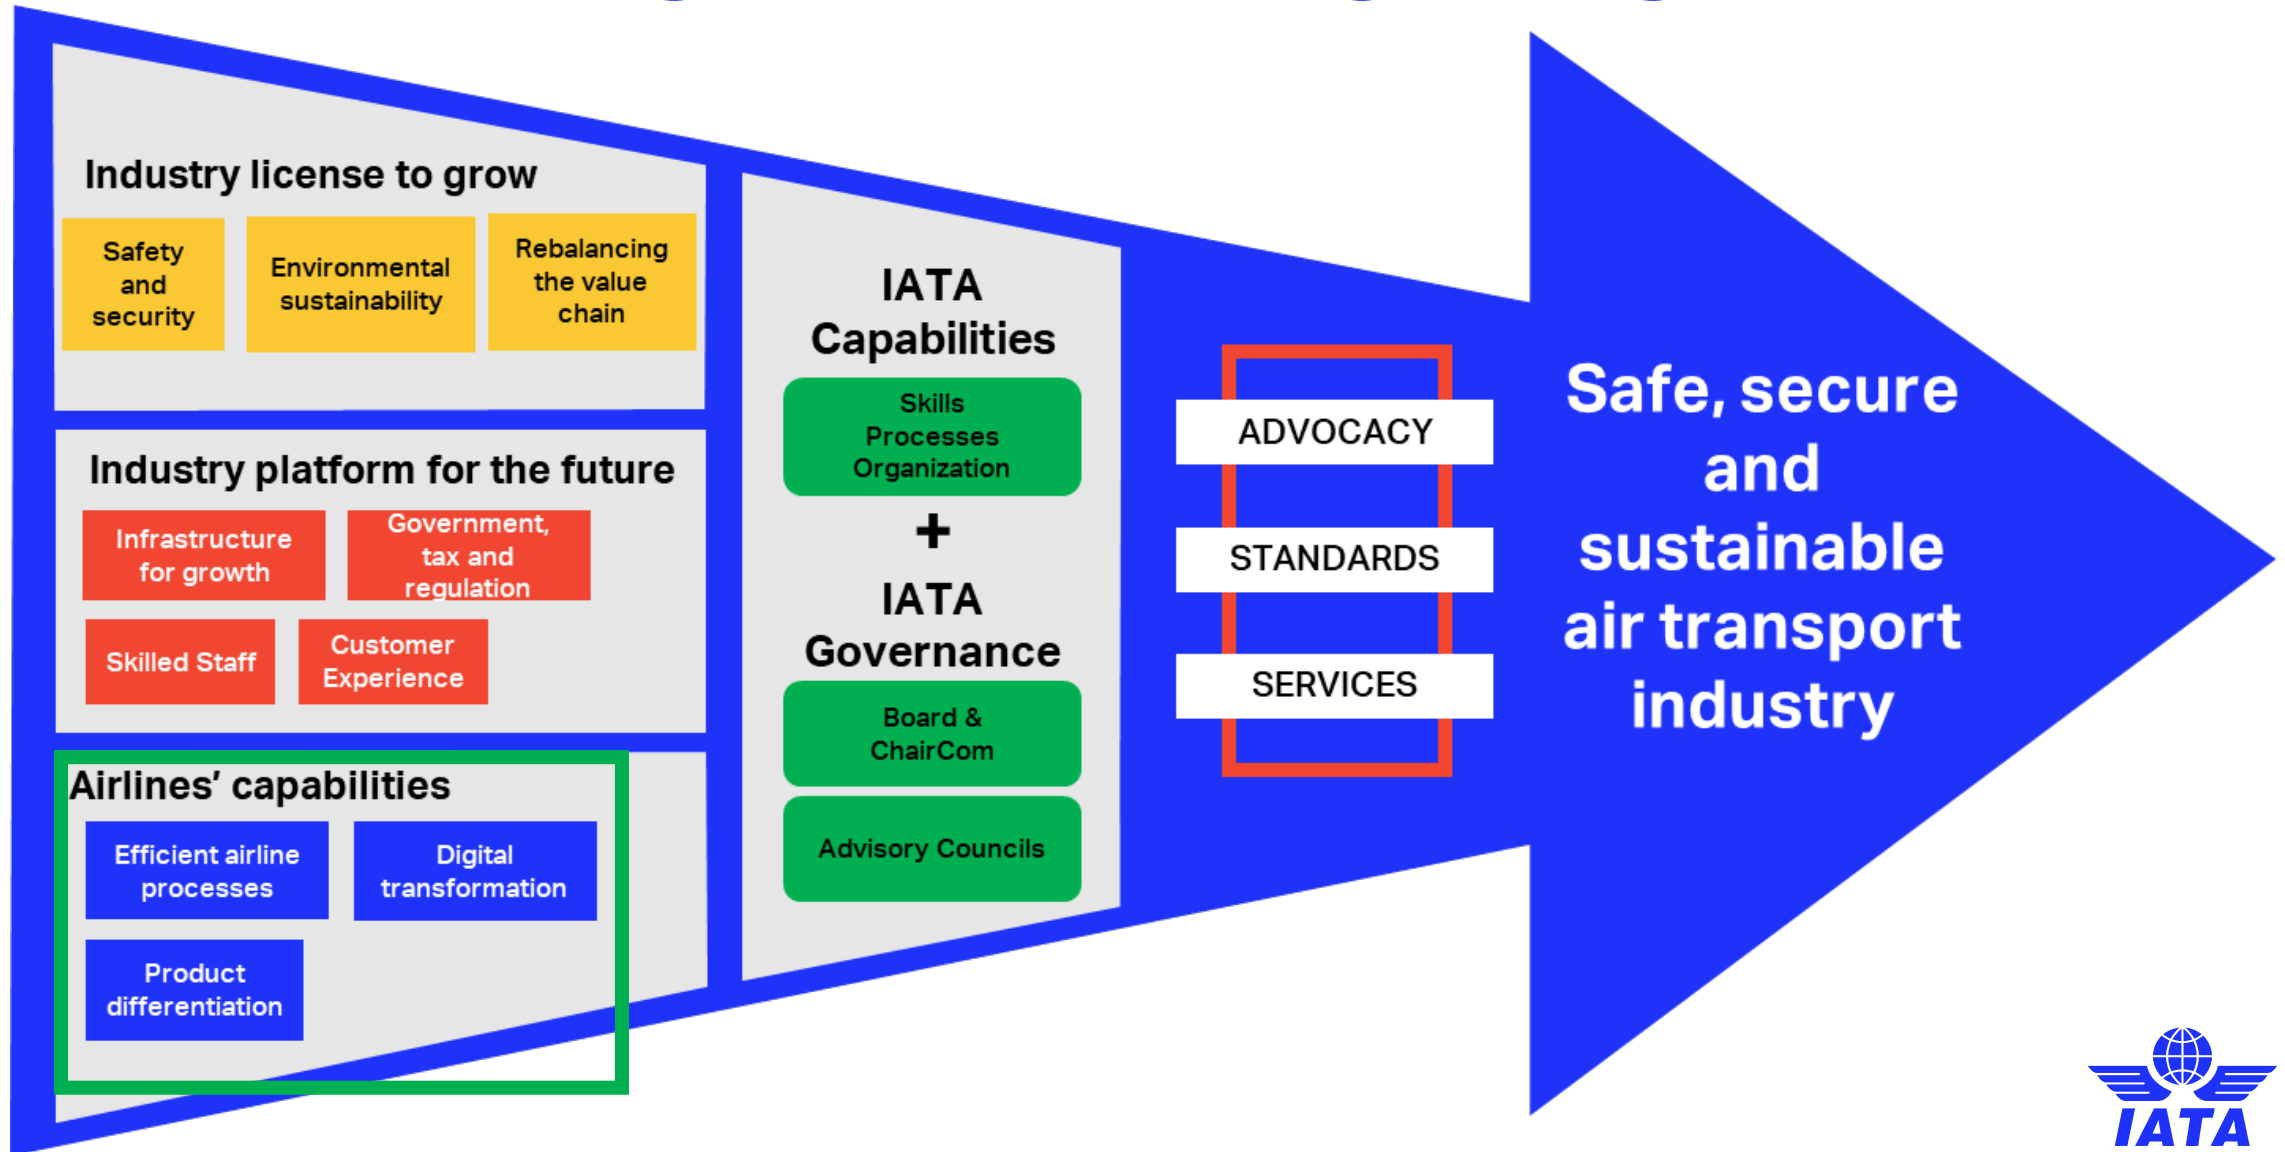 Industry license to grow
Safety
and
security
Environmental
sustainability
Rebalancing
the value
chain
Industry platform for the future
Infrastructure
for growth
Government,
tax and
regulation
Skilled Staff
Customer
Experience
Airlines’ capabilities
Efficient airline
processes
Digital
transformation
Product
differentiation
IATA
Capabilities
Skills
Processes
Organization
+
IATA
Governance
Board &
ChairCom
Advisory Councils
ADVOCACY
STANDARDS
SERVICES
Safe, secure
and
sustainable
air transport
industry
IATA